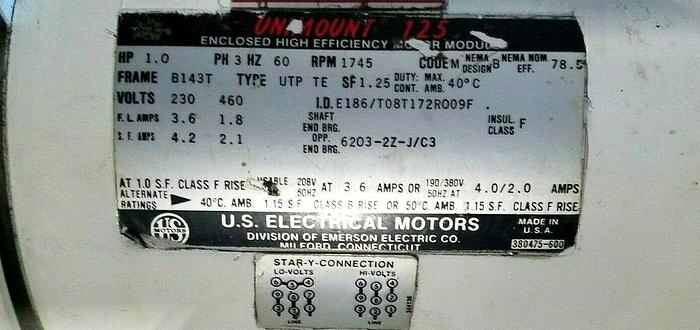 UNIMOUNT 125
ENCLOSED HIGH EFFICIENCY MOTOR MODULE
HP 1.0 PH 3 HZ 60 RPM 1745 CODE M NEMA DESIGN B NEMA NOM. EFF. 78.5
FRAME B143T TYPE UTP TE SF 1.25 DUTY: MAX. CONT. AMB. 40°C
VOLTS 230 460 I.D. E186/T08T172R009F
F.L. AMPS 3.6 1.8 SHAFT END BRG. INSUL. CLASS F
S.F. AMPS 4.2 2.1 OPP. END BRG. 6203-2Z-J/C3
AT 1.0 S.F. CLASS F RISE USABLE 208V 60HZ AT 3.6 AMPS OR 190/380V 50HZ AT 4.0/2.0 AMPS
ALTERNATE RATINGS 40°C. AMB. 1.15 S.F. CLASS B RISE OR 50°C. AMB. 1.15 S.F. CLASS F RISE
US MOTORS
U.S. ELECTRICAL MOTORS
DIVISION OF EMERSON ELECTRIC CO.
MILFORD, CONNECTICUT
MADE IN U.S.A.
380475-600
STAR-Y-CONNECTION
LO-VOLTS HI-VOLTS
LINE LINE